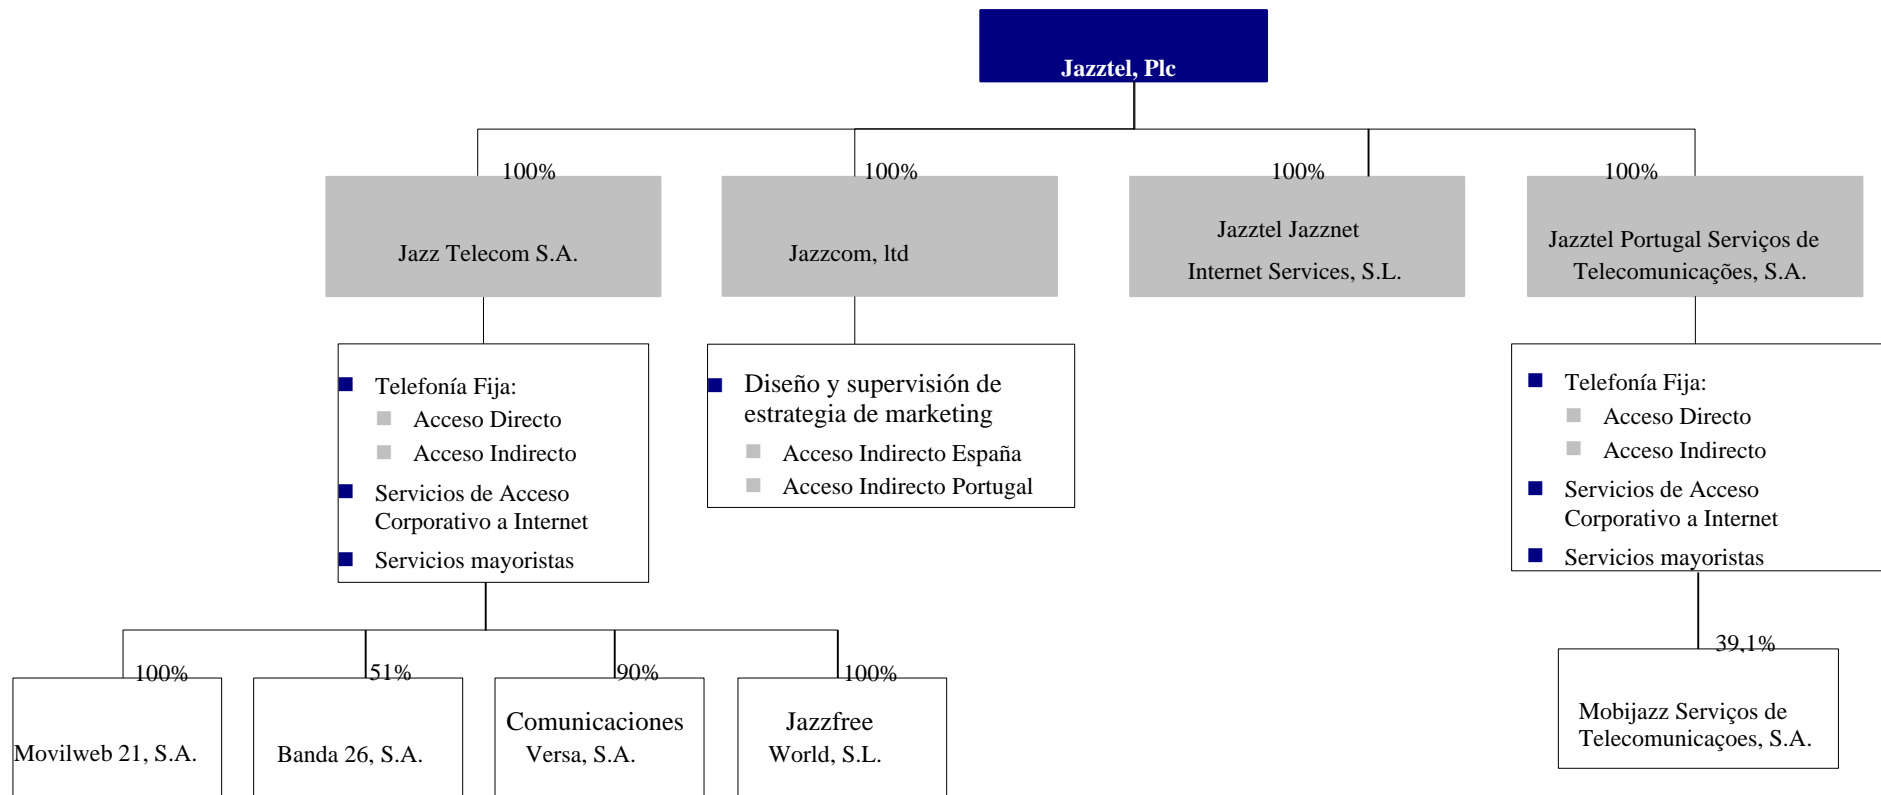 Jazztel, Plc
100%
100%
100%
100%
Jazz Telecom S.A.
Jazzcom, ltd
Jazztel Jazznet
Internet Services, S.L.
Jazztel Portugal Serviços de
Telecomunicações, S.A.
Telefonía Fija:
Acceso Directo
Acceso Indirecto
Servicios de Acceso
Corporativo a Internet
Servicios mayoristas
Diseño y supervisión de
estrategia de marketing
Acceso Indirecto España
Acceso Indirecto Portugal
Telefonía Fija:
Acceso Directo
Acceso Indirecto
Servicios de Acceso
Corporativo a Internet
Servicios mayoristas
100%
51%
90%
100%
39,1%
Movilweb 21, S.A.
Banda 26, S.A.
Comunicaciones
Versa, S.A.
Jazzfree
World, S.L.
Mobijazz Serviços de
Telecomunicaçoes, S.A.